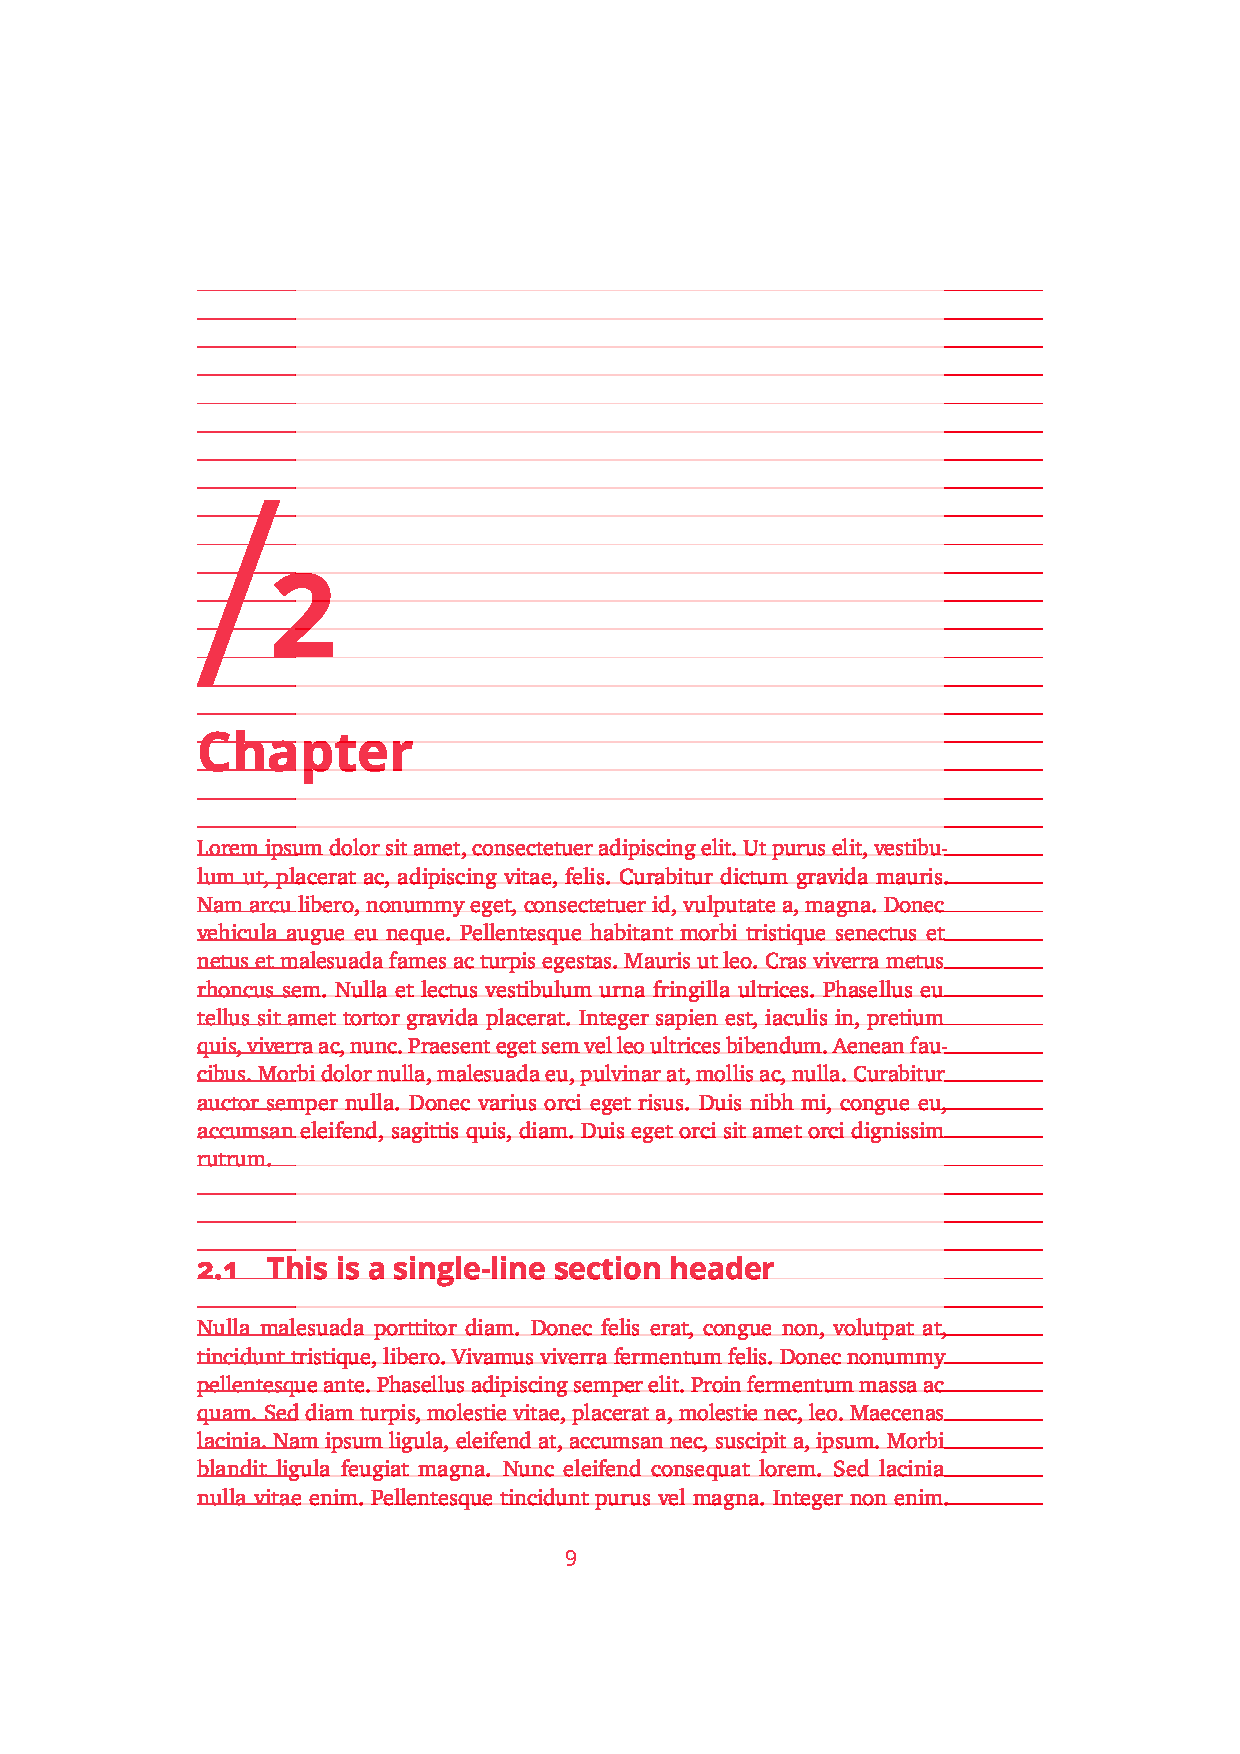 /2
Chapter
Lorem ipsum dolor sit amet, consectetuer adipiscing elit. Ut purus elit, vestibu-
lum ut, placerat ac, adipiscing vitae, felis. Curabitur dictum gravida mauris.
Nam arcu libero, nonummy eget, consectetuer id, vulputate a, magna. Donec
vehicula augue eu neque. Pellentesque habitant morbi tristique senectus et
netus et malesuada fames ac turpis egestas. Mauris ut leo. Cras viverra metus
rhoncus sem. Nulla et lectus vestibulum urna fringilla ultrices. Phasellus eu
tellus sit amet tortor gravida placerat. Integer sapien est, iaculis in, pretium
quis, viverra ac, nunc. Praesent eget sem vel leo ultrices bibendum. Aenean fau-
cibus. Morbi dolor nulla, malesuada eu, pulvinar at, mollis ac, nulla. Curabitur
auctor semper nulla. Donec varius orci eget risus. Duis nibh mi, congue eu,
accumsan eleifend, sagittis quis, diam. Duis eget orci sit amet orci dignissim
rutrum.
2.1 This is a single-line section header
Nulla malesuada porttitor diam. Donec felis erat, congue non, volutpat at,
tincidunt tristique, libero. Vivamus viverra fermentum felis. Donec nonummy
pellentesque ante. Phasellus adipiscing semper elit. Proin fermentum massa ac
quam. Sed diam turpis, molestie vitae, placerat a, molestie nec, leo. Maecenas
lacinia. Nam ipsum ligula, eleifend at, accumsan nec, suscipit a, ipsum. Morbi
blandit ligula feugiat magna. Nunc eleifend consequat lorem. Sed lacinia
nulla vitae enim. Pellentesque tincidunt purus vel magna. Integer non enim.
9